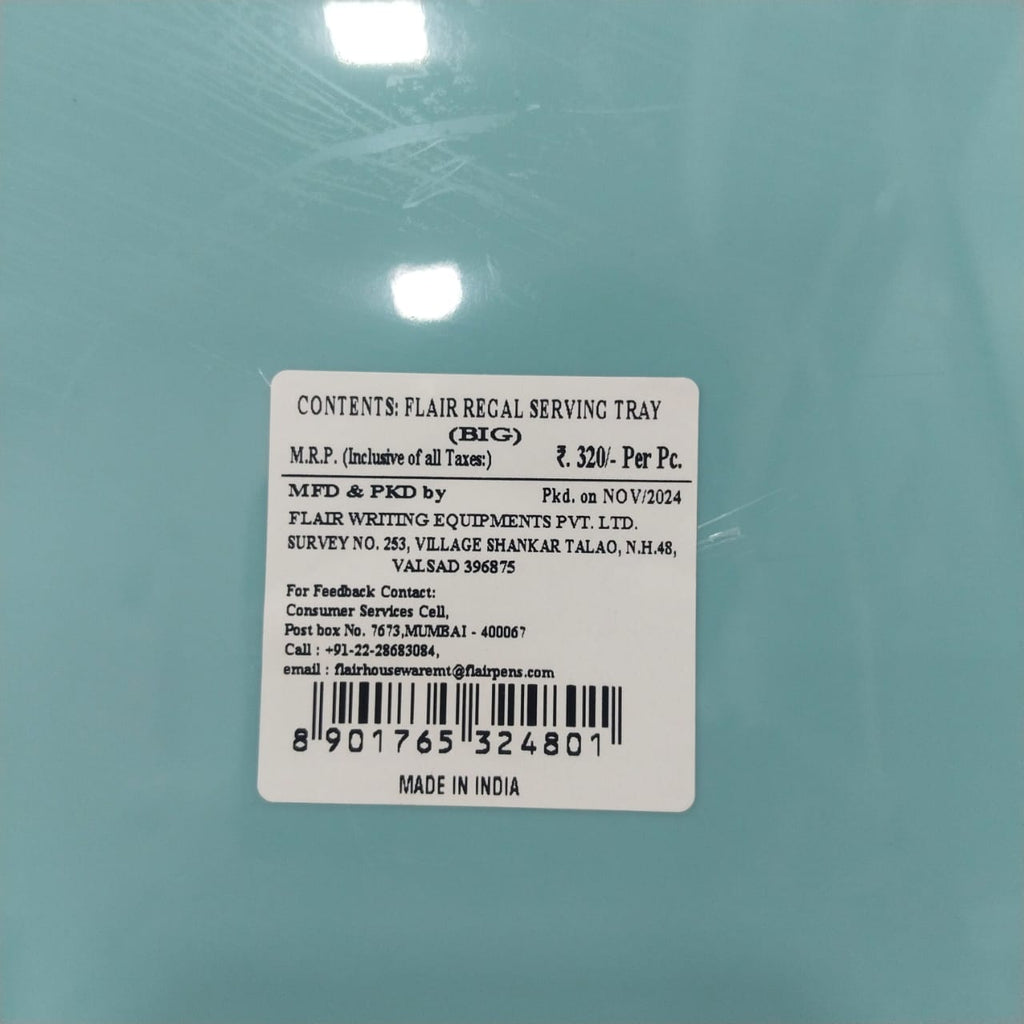 CONTENTS: FLAIR REGAL SERVING TRAY
(BIG)
M.R.P. (Inclusive of all Taxes:) ₹. 320/- Per Pc.
MFD & PKD by Pkd. on NOV/2024
FLAIR WRITING EQUIPMENTS PVT. LTD.
SURVEY NO. 253, VILLAGE SHANKAR TALAO, N.H.48,
VALSAD 396875
For Feedback Contact:
Consumer Services Cell,
Post box No. 7673,MUMBAI - 400067
Call : +91-22-28683084,
email : flairhousewaremt@flairpens.com
8 901765 324801
MADE IN INDIA